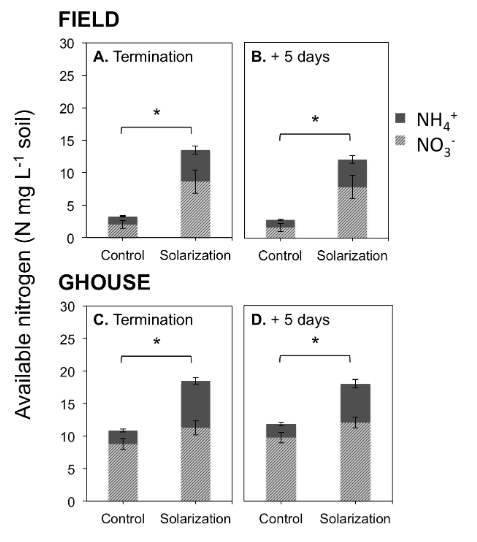 FIELD
Available nitrogen (N mg L⁻¹ soil)
30
25
20
15
10
5
0
A. Termination
*
Control Solarization
B. + 5 days
*
Control Solarization
NH₄⁺
NO₃⁻
GHOUSE
30
25
20
15
10
5
0
C. Termination
*
Control Solarization
D. + 5 days
*
Control Solarization